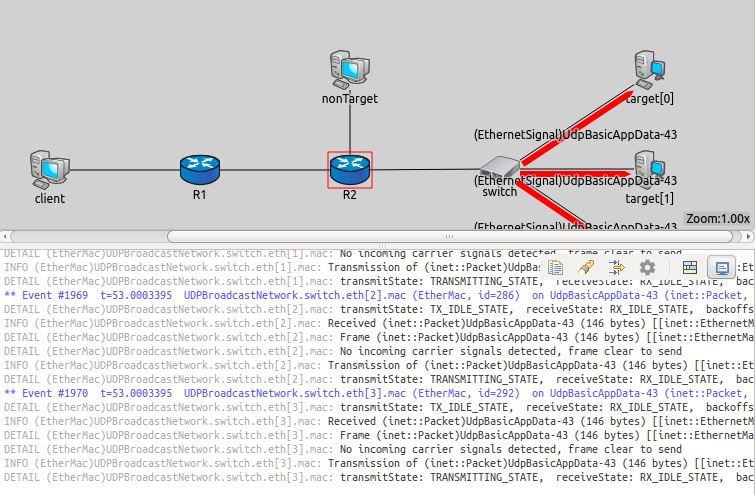 target[0]
nonTarget
(EthernetSignal)UdpBasicAppData-43
client
R1
R2
(EthernetSignal)UdpBasicAppData-43
switch
target[1]
(EthernetSignal)UdpBasicAppData-43
Zoom:1.00x
DETAIL (EtherMac)UDPBroadcastNetwork.switch.eth[1].mac: No incoming carrier signals detected, frame clear to send
INFO (EtherMac)UDPBroadcastNetwork.switch.eth[1].mac: Transmission of (inet::Packet)UdpBa
DETAIL (EtherMac)UDPBroadcastNetwork.switch.eth[1].mac: transmitState: TRANSMITTING_STATE, receiveState: RX_IDLE_STATE, bac
** Event #1969 t=53.0003395 UDPBroadcastNetwork.switch.eth[2].mac (EtherMac, id=286) on UdpBasicAppData-43 (inet::Packet,
DETAIL (EtherMac)UDPBroadcastNetwork.switch.eth[2].mac: transmitState: TX_IDLE_STATE, receiveState: RX_IDLE_STATE, backoffs
INFO (EtherMac)UDPBroadcastNetwork.switch.eth[2].mac: Received (inet::Packet)UdpBasicAppData-43 (146 bytes) [[inet::EthernetM
DETAIL (EtherMac)UDPBroadcastNetwork.switch.eth[2].mac: Frame (inet::Packet)UdpBasicAppData-43 (146 bytes) [[inet::EthernetMa
DETAIL (EtherMac)UDPBroadcastNetwork.switch.eth[2].mac: No incoming carrier signals detected, frame clear to send
INFO (EtherMac)UDPBroadcastNetwork.switch.eth[2].mac: Transmission of (inet::Packet)UdpBasicAppData-43 (146 bytes) [[inet::Et
DETAIL (EtherMac)UDPBroadcastNetwork.switch.eth[2].mac: transmitState: TRANSMITTING_STATE, receiveState: RX_IDLE_STATE, bac
** Event #1970 t=53.0003395 UDPBroadcastNetwork.switch.eth[3].mac (EtherMac, id=292) on UdpBasicAppData-43 (inet::Packet,
DETAIL (EtherMac)UDPBroadcastNetwork.switch.eth[3].mac: transmitState: TX_IDLE_STATE, receiveState: RX_IDLE_STATE, backoffs
INFO (EtherMac)UDPBroadcastNetwork.switch.eth[3].mac: Received (inet::Packet)UdpBasicAppData-43 (146 bytes) [[inet::EthernetM
DETAIL (EtherMac)UDPBroadcastNetwork.switch.eth[3].mac: Frame (inet::Packet)UdpBasicAppData-43 (146 bytes) [[inet::EthernetMa
DETAIL (EtherMac)UDPBroadcastNetwork.switch.eth[3].mac: No incoming carrier signals detected, frame clear to send
INFO (EtherMac)UDPBroadcastNetwork.switch.eth[3].mac: Transmission of (inet::Packet)UdpBasicAppData-43 (146 bytes) [[inet::Et
DETAIL (EtherMac)UDPBroadcastNetwork.switch.eth[3].mac: transmitState: TRANSMITTING_STATE, receiveState: RX_IDLE_STATE, bac